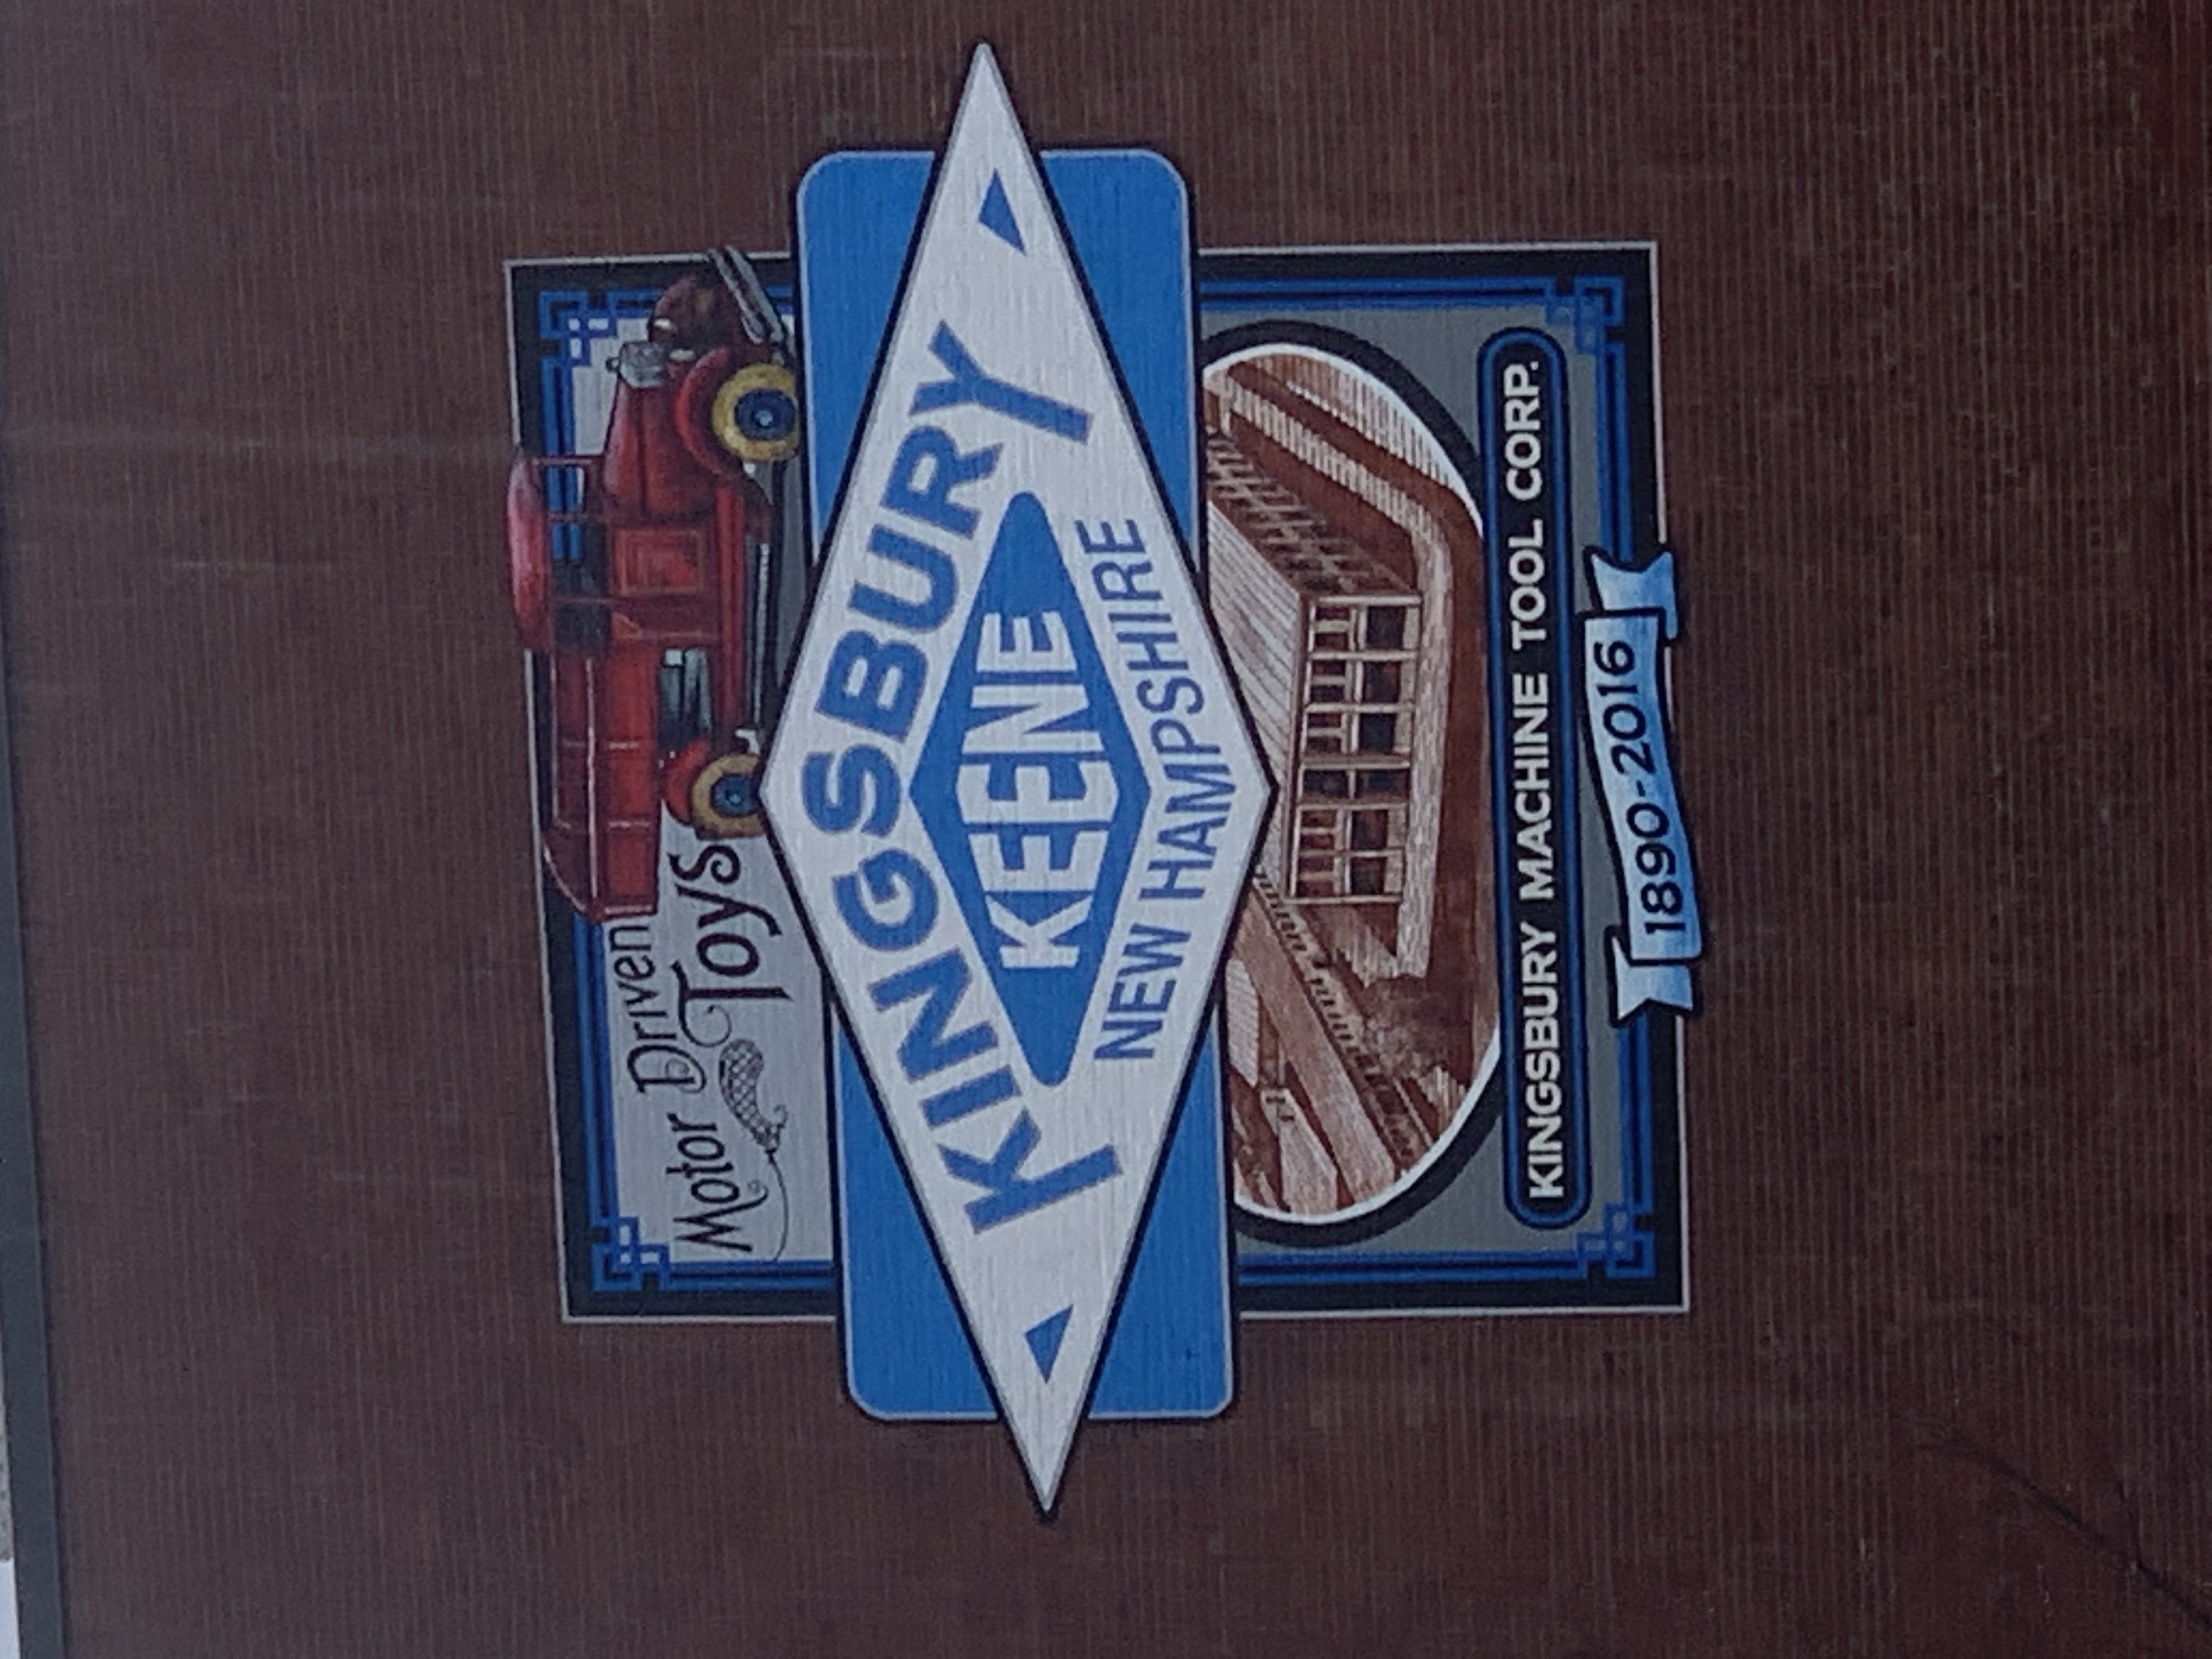 Motor Driven
Toys
KINGSBURY
KEENE
NEW HAMPSHIRE
KINGSBURY MACHINE TOOL CORP.
1890-2016